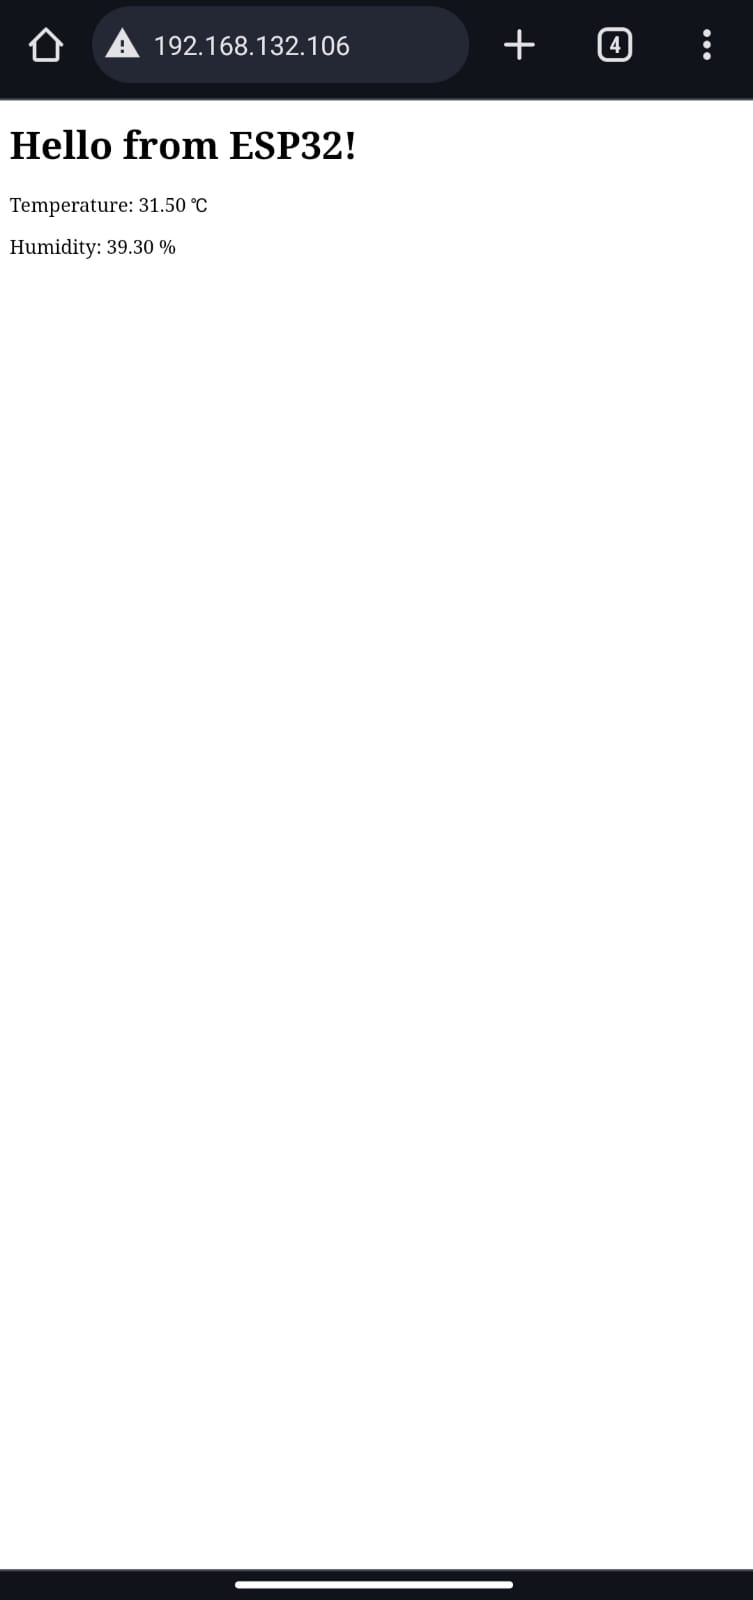 192.168.132.106
4
Hello from ESP32!
Temperature: 31.50 ℃
Humidity: 39.30 %